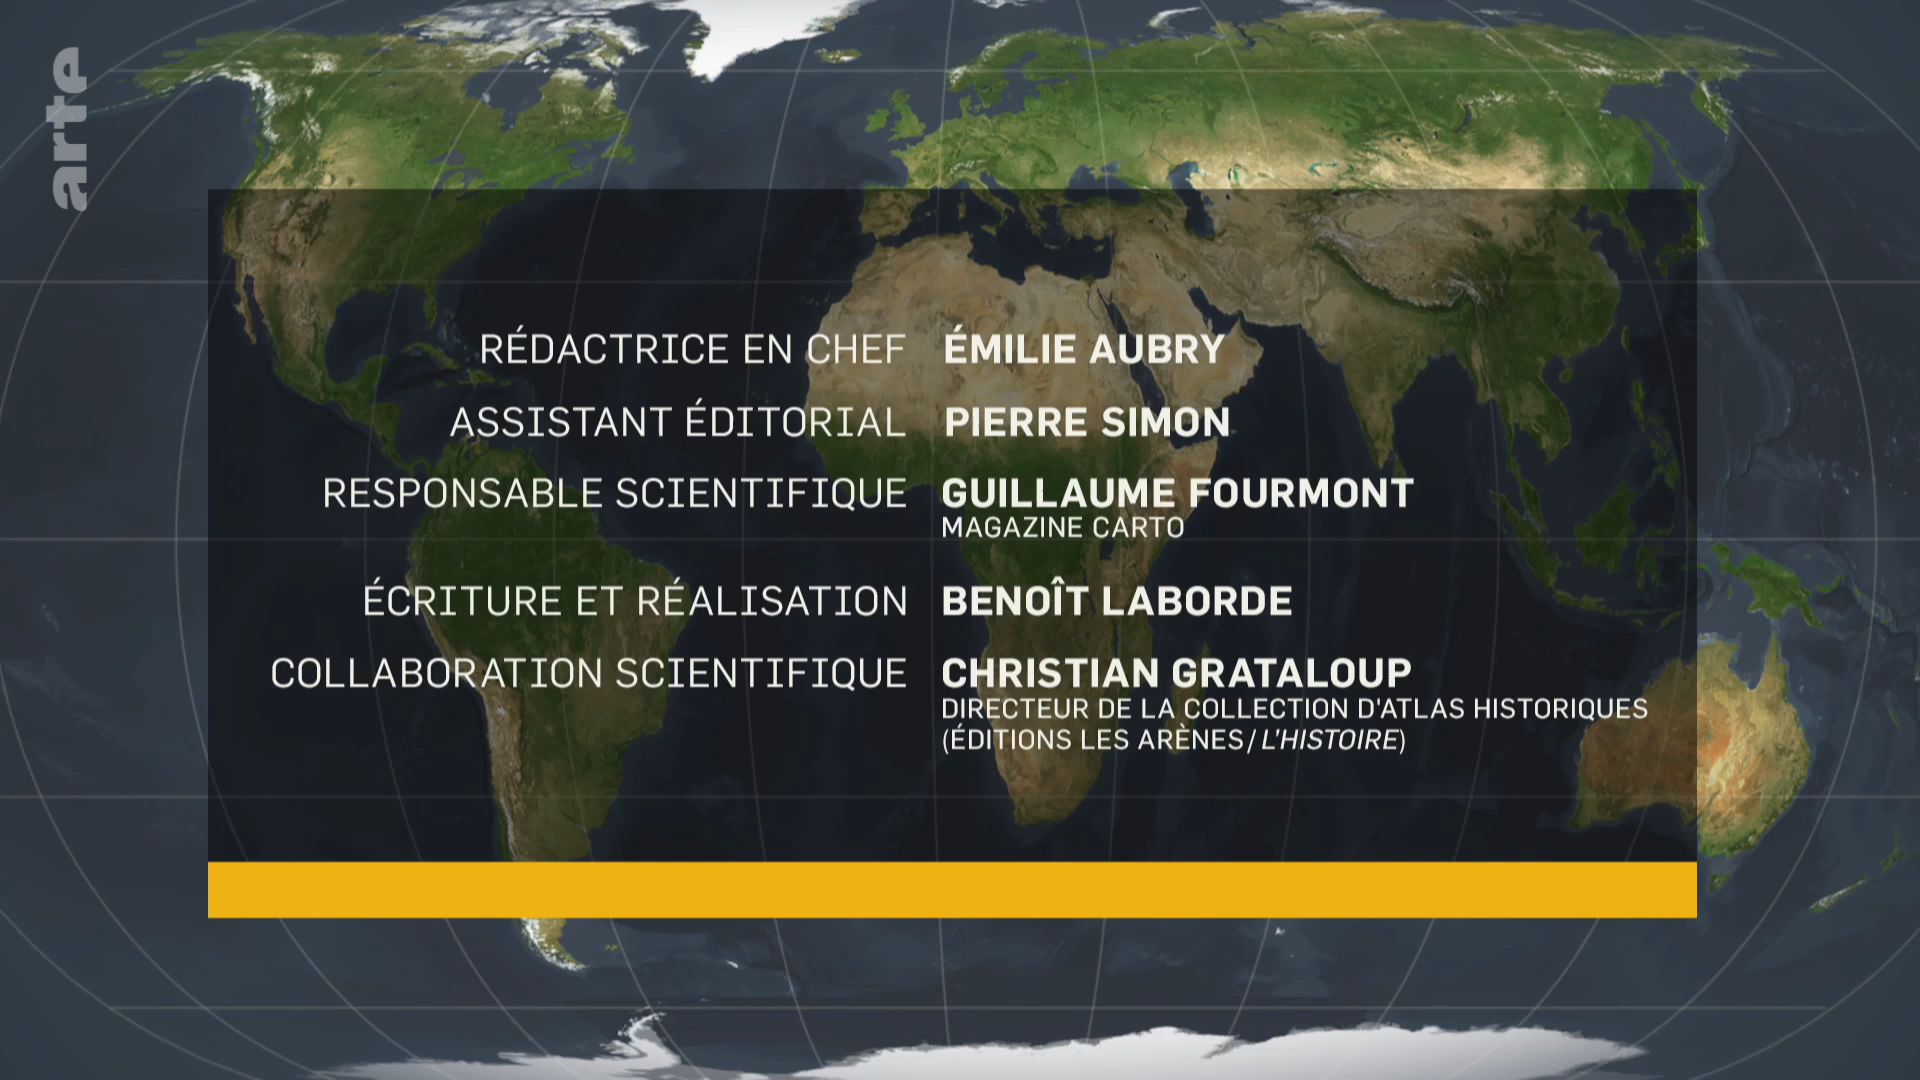 arte
RÉDACTRICE EN CHEF ÉMILIE AUBRY
ASSISTANT ÉDITORIAL PIERRE SIMON
RESPONSABLE SCIENTIFIQUE GUILLAUME FOURMONT
MAGAZINE CARTO
ÉCRITURE ET RÉALISATION BENOÎT LABORDE
COLLABORATION SCIENTIFIQUE CHRISTIAN GRATALOUP
DIRECTEUR DE LA COLLECTION D'ATLAS HISTORIQUES
(ÉDITIONS LES ARÈNES/L'HISTOIRE)